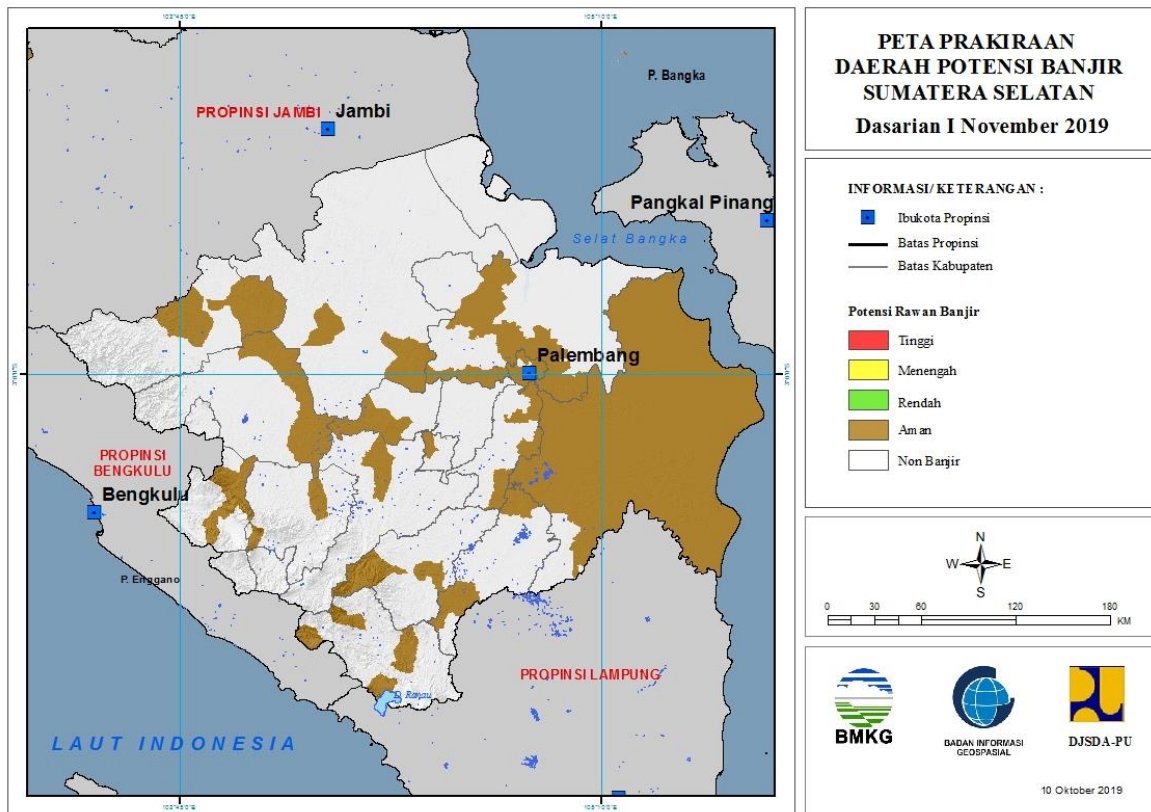 PETA PRAKIRAAN
DAERAH POTENSI BANJIR
SUMATERA SELATAN
Dasarian I November 2019
P. Bangka
PROPINSI JAMBI
Jambi
Pangkal Pinang
Selat Bangka
Palembang
PROPINSI
BENGKULU
Bengkulu
P. Enggano
PROPINSI LAMPUNG
D. Ranau
LAUT INDONESIA
INFORMASI/ KETERANGAN :
Ibukota Propinsi
Batas Propinsi
Batas Kabupaten
Potensi Rawan Banjir
Tinggi
Menengah
Rendah
Aman
Non Banjir
N
W E
S
0 30 60 120 180
KM
BMKG
BADAN INFORMASI
GEOSPASIAL
DJSDA-PU
10 Oktober 2019